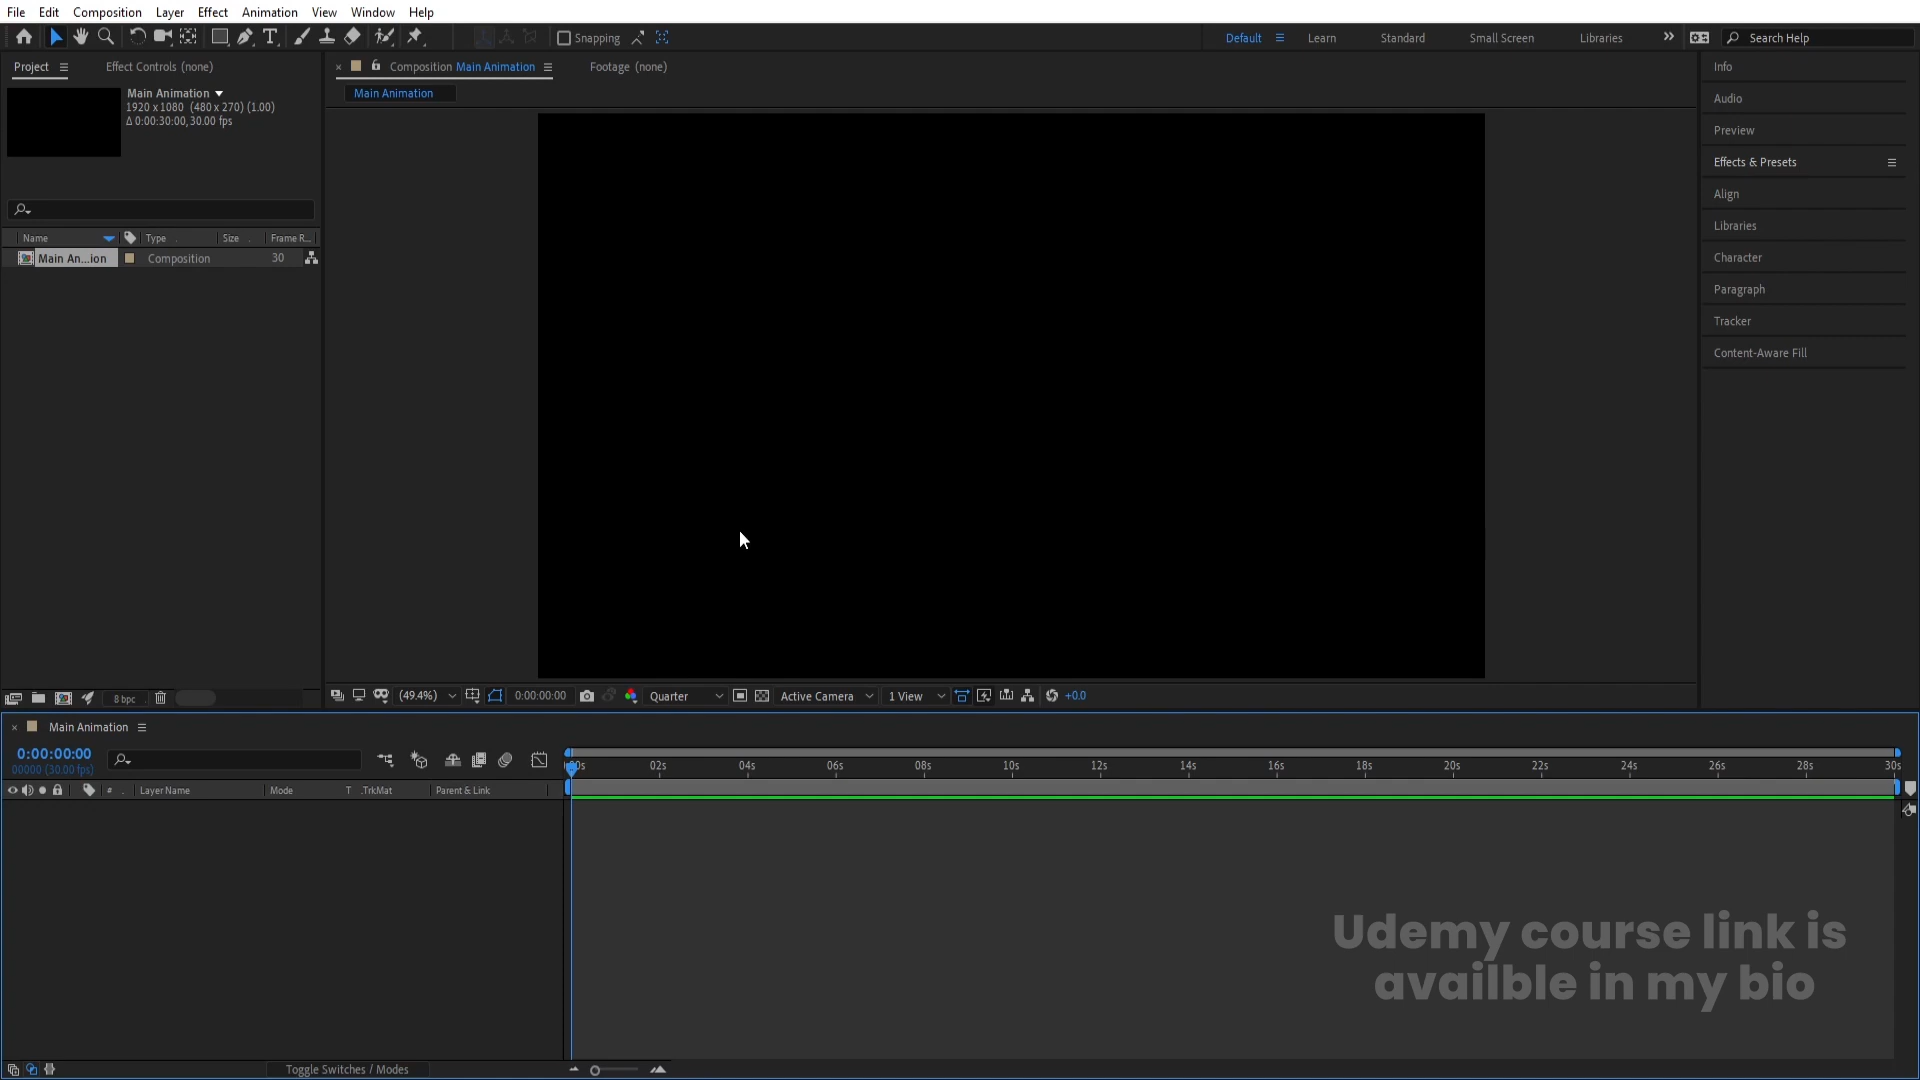 File Edit Composition Layer Effect Animation View Window Help
Snapping
Default Learn Standard Small Screen Libraries Search Help
Project Effect Controls (none)
Composition Main Animation Footage (none)
Main Animation
Main Animation
1920 x 1080 (480 x 270) (1.00)
Δ 0:00:30:00, 30.00 fps
Info
Audio
Preview
Effects & Presets
Align
Libraries
Character
Paragraph
Tracker
Content-Aware Fill
Name Type Size Frame R...
Main An...ion Composition 30
8 bpc
(49.4%) 0:00:00:00 Quarter Active Camera 1 View +0.0
Main Animation
0:00:00:00
00000 (30.00 fps)
02s 04s 06s 08s 10s 12s 14s 16s 18s 20s 22s 24s 26s 28s 30s
# Layer Name Mode T .TrkMat Parent & Link
Udemy course link is
availble in my bio
Toggle Switches / Modes